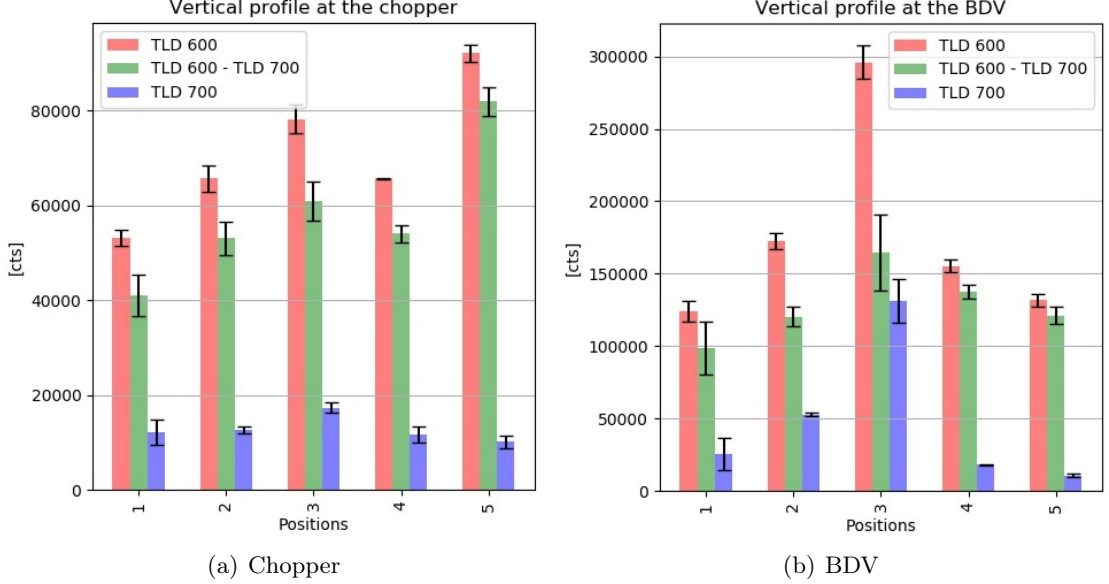 Vertical profile at the chopper
TLD 600
TLD 600 - TLD 700
TLD 700
[cts]
80000
60000
40000
20000
0
1 2 3 4 5
Positions
(a) Chopper
Vertical profile at the BDV
TLD 600
TLD 600 - TLD 700
TLD 700
[cts]
300000
250000
200000
150000
100000
50000
0
1 2 3 4 5
Positions
(b) BDV